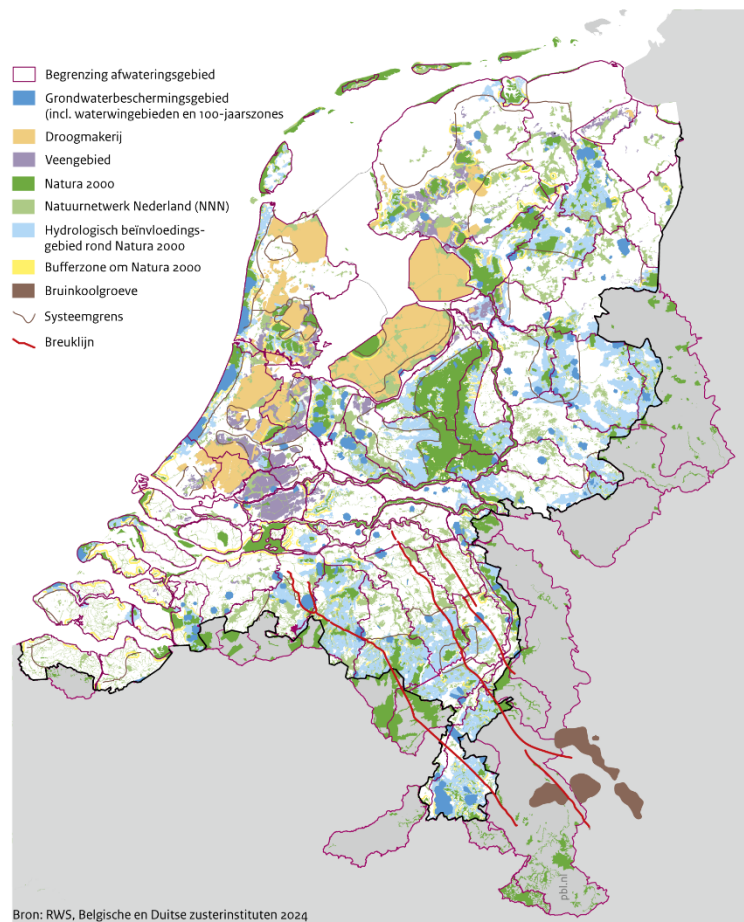 Begrenzing afwateringsgebied
Grondwaterbeschermingsgebied
(incl. waterwingebieden en 100-jaarszones
Droogmakerij
Veengebied
Natura 2000
Natuurnetwerk Nederland (NNN)
Hydrologisch beïnvloedings-
gebied rond Natura 2000
Bufferzone om Natura 2000
Bruinkoolgroeve
Systeemgrens
Breuklijn
pbl.nl
Bron: RWS, Belgische en Duitse zusterinstituten 2024